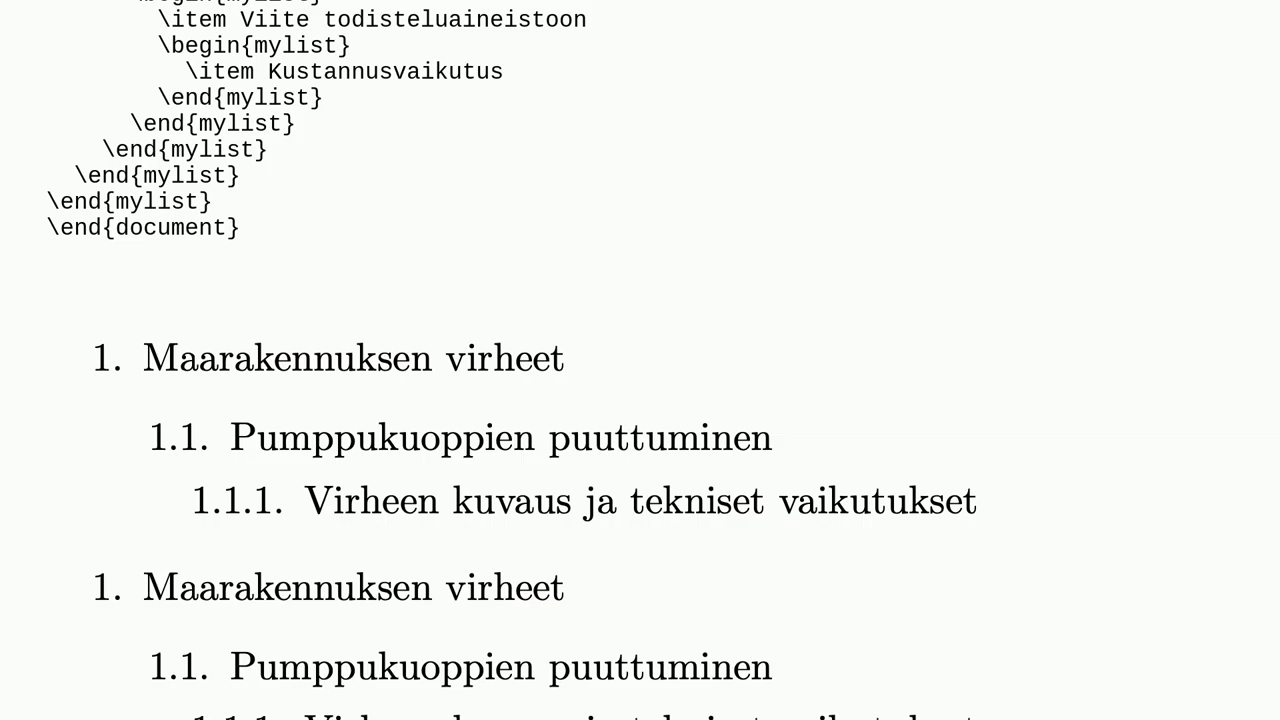 \item Viite todisteluaineistoon
\begin{mylist}
\item Kustannusvaikutus
\end{mylist}
\end{mylist}
\end{mylist}
\end{mylist}
\end{mylist}
\end{document}
1. Maarakennuksen virheet
1.1. Pumppukuoppien puuttuminen
1.1.1. Virheen kuvaus ja tekniset vaikutukset
1. Maarakennuksen virheet
1.1. Pumppukuoppien puuttuminen